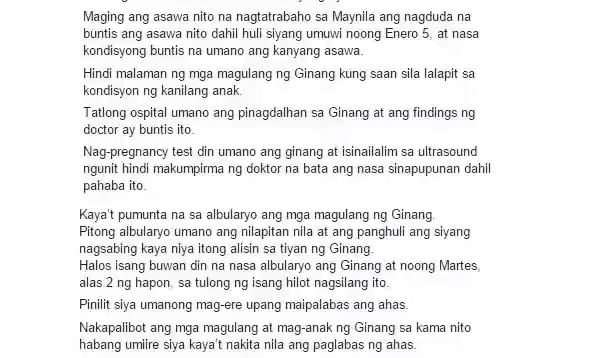 Maging ang asawa nito na nagtatrabaho sa Maynila ang nagduda na
buntis ang asawa nito dahil huli siyang umuwi noong Enero 5, at nasa
kondisyong buntis na umano ang kanyang asawa.
Hindi malaman ng mga magulang ng Ginang kung saan sila lalapit sa
kondisyon ng kanilang anak.
Tatlong ospital umano ang pinagdalhan sa Ginang at ang findings ng
doctor ay buntis ito.
Nag-pregnancy test din umano ang ginang at isinailalim sa ultrasound
ngunit hindi makumpirma ng doktor na bata ang nasa sinapupunan dahil
pahaba ito.
Kaya't pumunta na sa albularyo ang mga magulang ng Ginang.
Pitong albularyo umano ang nilapitan nila at ang panghuli ang siyang
nagsabing kaya niya itong alisin sa tiyan ng Ginang.
Halos isang buwan din na nasa albularyo ang Ginang at noong Martes,
alas 2 ng hapon, sa tulong ng isang hilot nagsilang ito.
Pinilit siya umanong mag-ere upang maipalabas ang ahas.
Nakapalibot ang mga magulang at mag-anak ng Ginang sa kama nito
habang umiire siya kaya't nakita nila ang paglabas ng ahas.